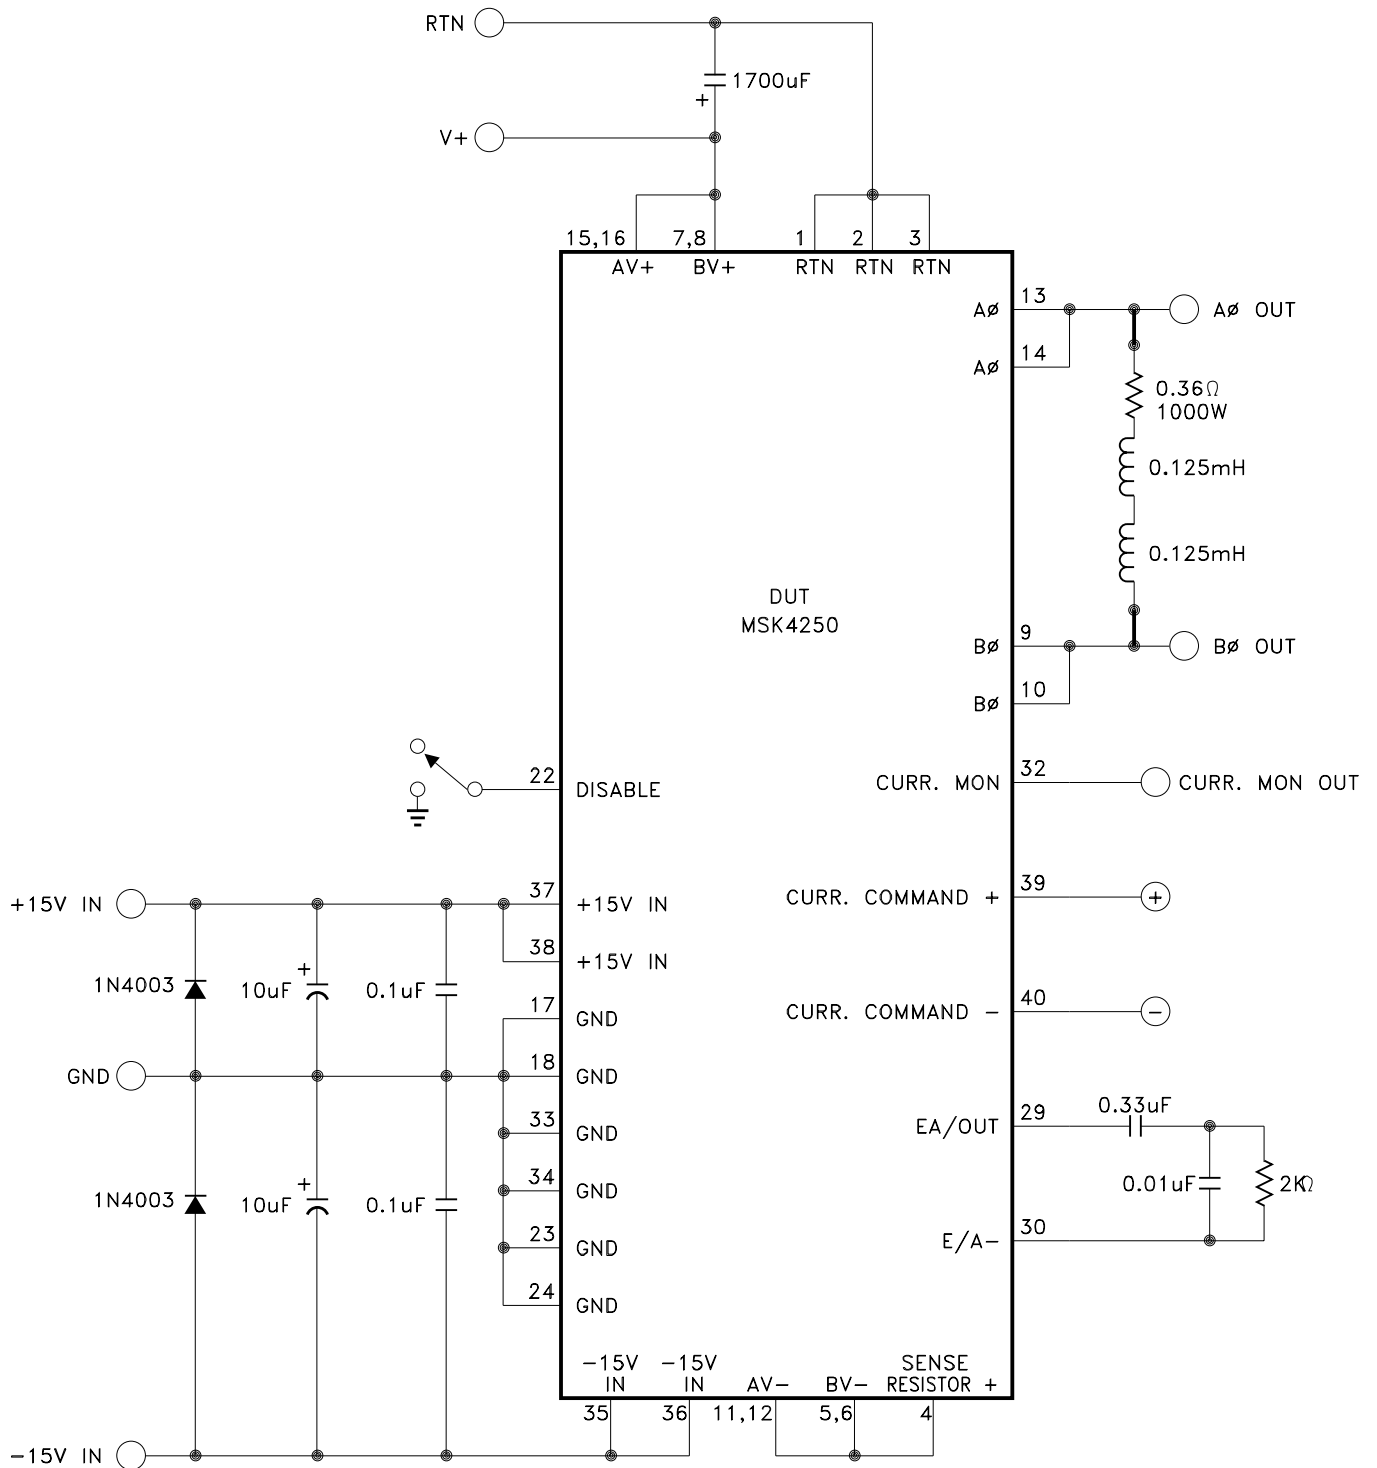 RTN
1700uF
+
V+
15,16 7,8 1 2 3
AV+ BV+ RTN RTN RTN
AØ 13 AØ OUT
AØ 14
0.36Ω
1000W
0.125mH
0.125mH
DUT
MSK4250
BØ 9 BØ OUT
BØ 10
22 DISABLE
CURR. MON 32 CURR. MON OUT
+15V IN 37 +15V IN
CURR. COMMAND + 39 +
38 +15V IN
1N4003 10uF + 0.1uF
17 GND
CURR. COMMAND - 40 -
GND 18 GND
EA/OUT 29 0.33uF
33 GND
34 GND
0.01uF 2KΩ
1N4003 10uF + 0.1uF
E/A- 30
23 GND
24 GND
-15V -15V SENSE
IN IN AV- BV- RESISTOR +
35 36 11,12 5,6 4
-15V IN